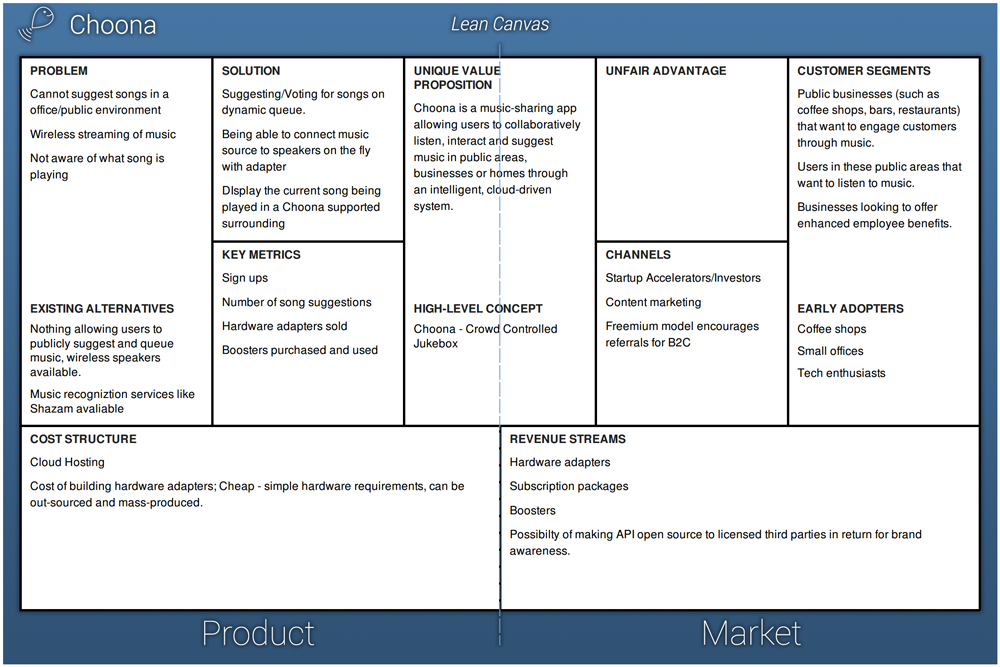 Choona
Lean Canvas
PROBLEM
Cannot suggest songs in a
office/public environment
Wireless streaming of music
Not aware of what song is
playing
EXISTING ALTERNATIVES
Nothing allowing users to
publicly suggest and queue
music, wireless speakers
available.
Music recogniztion services like
Shazam avaliable
SOLUTION
Suggesting/Voting for songs on
dynamic queue.
Being able to connect music
source to speakers on the fly
with adapter
DIsplay the current song being
played in a Choona supported
surrounding
KEY METRICS
Sign ups
Number of song suggestions
Hardware adapters sold
Boosters purchased and used
UNIQUE VALUE
PROPOSITION
Choona is a music-sharing app
allowing users to collaboratively
listen, interact and suggest
music in public areas,
businesses or homes through
an intelligent, cloud-driven
system.
HIGH-LEVEL CONCEPT
Choona - Crowd Controlled
Jukebox
UNFAIR ADVANTAGE
CHANNELS
Startup Accelerators/Investors
Content marketing
Freemium model encourages
referrals for B2C
CUSTOMER SEGMENTS
Public businesses (such as
coffee shops, bars, restaurants)
that want to engage customers
through music.
Users in these public areas that
want to listen to music.
Businesses looking to offer
enhanced employee benefits.
EARLY ADOPTERS
Coffee shops
Small offices
Tech enthusiasts
COST STRUCTURE
Cloud Hosting
Cost of building hardware adapters; Cheap - simple hardware requirements, can be
out-sourced and mass-produced.
REVENUE STREAMS
Hardware adapters
Subscription packages
Boosters
Possibilty of making API open source to licensed third parties in return for brand
awareness.
Product
Market